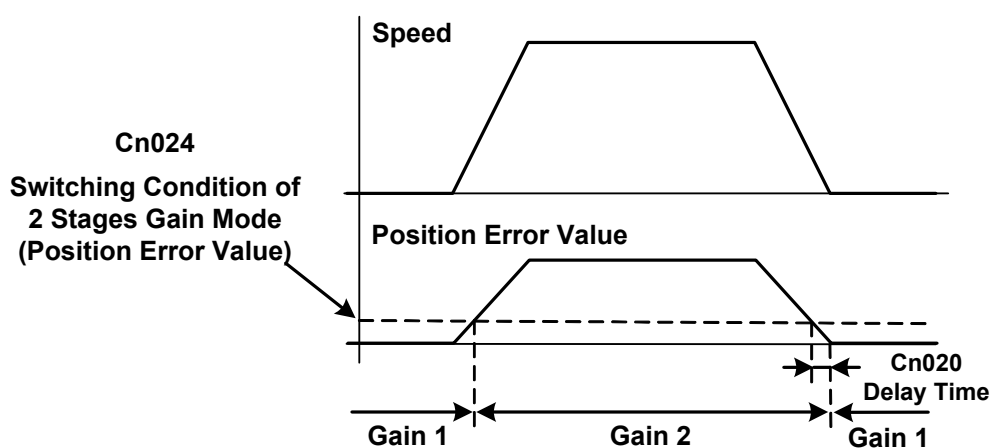 Speed
Cn024
Switching Condition of
2 Stages Gain Mode
(Position Error Value)
Position Error Value
Cn020
Delay Time
Gain 1
Gain 2
Gain 1